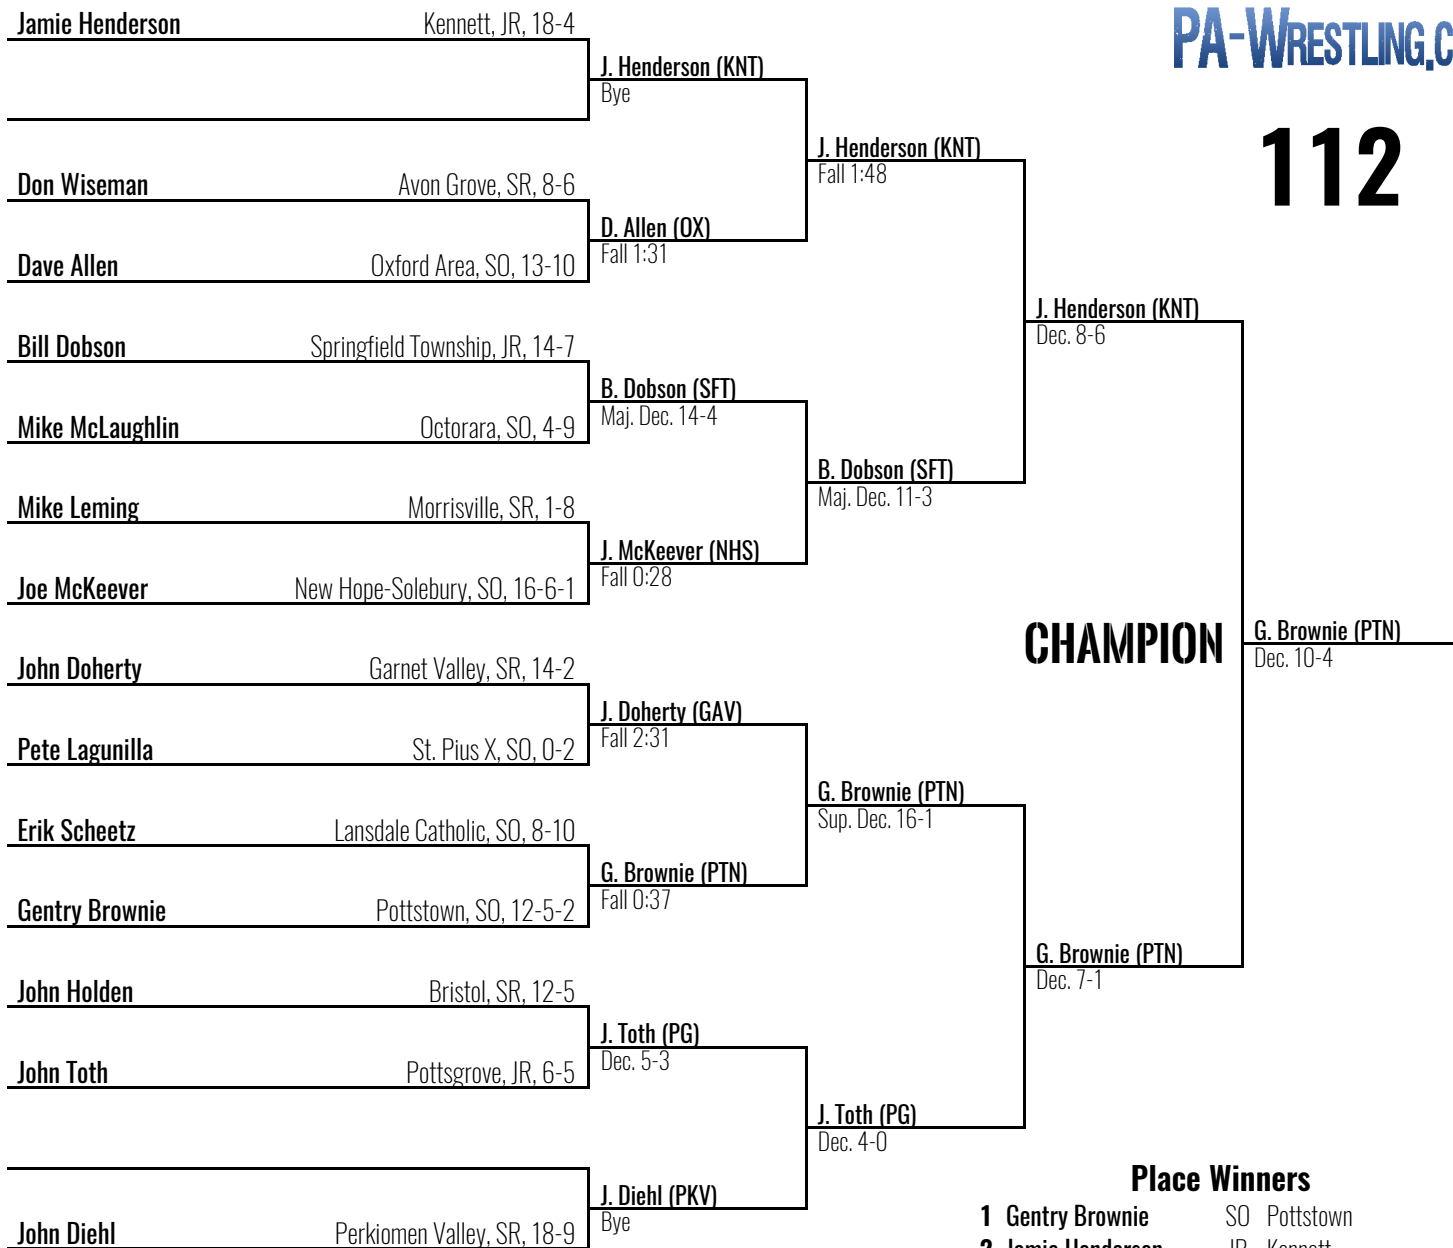 Jamie Henderson Kennett, JR, 18-4
PA-WRESTLING.C
J. Henderson (KNT)
Bye
112
J. Henderson (KNT)
Fall 1:48
Don Wiseman Avon Grove, SR, 8-6
D. Allen (OX)
Fall 1:31
Dave Allen Oxford Area, SO, 13-10
J. Henderson (KNT)
Dec. 8-6
Bill Dobson Springfield Township, JR, 14-7
B. Dobson (SFT)
Maj. Dec. 14-4
Mike McLaughlin Octorara, SO, 4-9
B. Dobson (SFT)
Maj. Dec. 11-3
Mike Leming Morrisville, SR, 1-8
J. McKeever (NHS)
Fall 0:28
Joe McKeever New Hope-Solebury, SO, 16-6-1
CHAMPION
G. Brownie (PTN)
Dec. 10-4
John Doherty Garnet Valley, SR, 14-2
J. Doherty (GAV)
Fall 2:31
Pete Lagunilla St. Pius X, SO, 0-2
G. Brownie (PTN)
Sup. Dec. 16-1
Erik Scheetz Lansdale Catholic, SO, 8-10
G. Brownie (PTN)
Fall 0:37
Gentry Brownie Pottstown, SO, 12-5-2
G. Brownie (PTN)
Dec. 7-1
John Holden Bristol, SR, 12-5
J. Toth (PG)
Dec. 5-3
John Toth Pottsgrove, JR, 6-5
J. Toth (PG)
Dec. 4-0
J. Diehl (PKV)
Bye
John Diehl Perkiomen Valley, SR, 18-9
Place Winners
1 Gentry Brownie SO Pottstown
2 Jamie Henderson JR Kennett